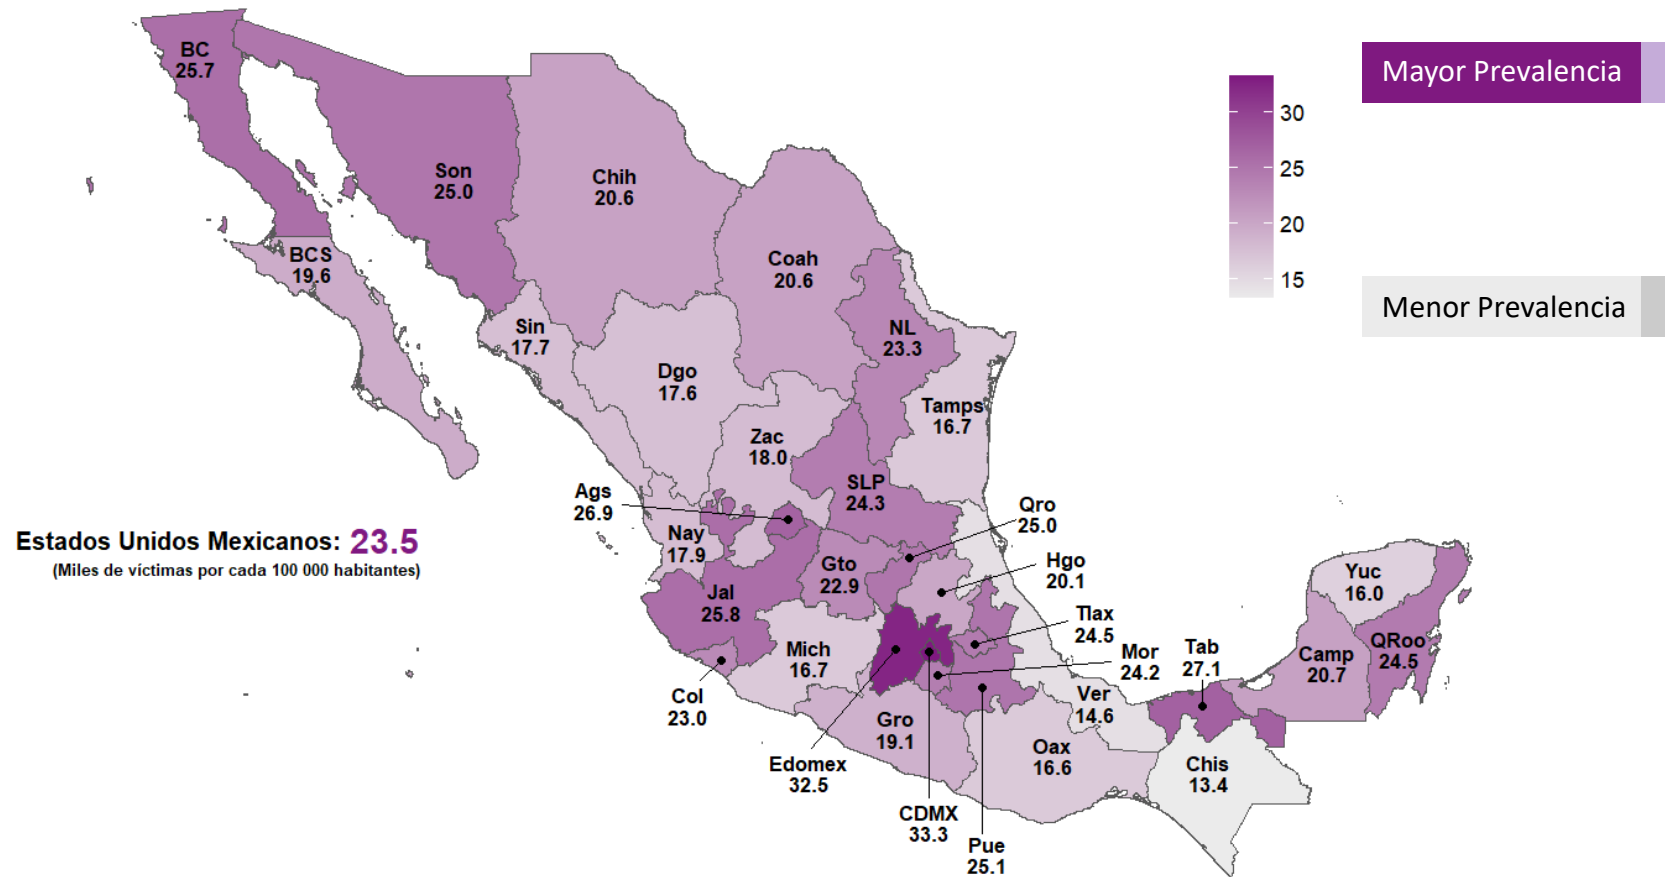 BC
25.7
Son
25.0
Chih
20.6
BCS
19.6
Coah
20.6
Sin
17.7
NL
23.3
Dgo
17.6
Tamps
16.7
Zac
18.0
SLP
24.3
Ags
26.9
Nay
17.9
Qro
25.0
Gto
22.9
Hgo
20.1
Jal
25.8
Tlax
24.5
Mich
16.7
Mor
24.2
Tab
27.1
Yuc
16.0
QRoo
24.5
Camp
20.7
Col
23.0
Gro
19.1
Ver
14.6
Edomex
32.5
Oax
16.6
Chis
13.4
CDMX
33.3
Pue
25.1
Estados Unidos Mexicanos: 23.5
(Miles de víctimas por cada 100 000 habitantes)
30
25
20
15
Mayor Prevalencia
Menor Prevalencia